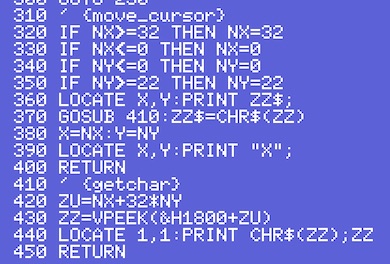 310 ' {move_cursor}
320 IF NX>=32 THEN NX=32
330 IF NX<=0 THEN NX=0
340 IF NY<=0 THEN NY=0
350 IF NY>=22 THEN NY=22
360 LOCATE X,Y:PRINT ZZ$;
370 GOSUB 410:ZZ$=CHR$(ZZ)
380 X=NX:Y=NY
390 LOCATE X,Y:PRINT "X";
400 RETURN
410 ' {getchar}
420 ZU=NX+32*NY
430 ZZ=VPEEK(&H1800+ZU)
440 LOCATE 1,1:PRINT CHR$(ZZ);ZZ
450 RETURN